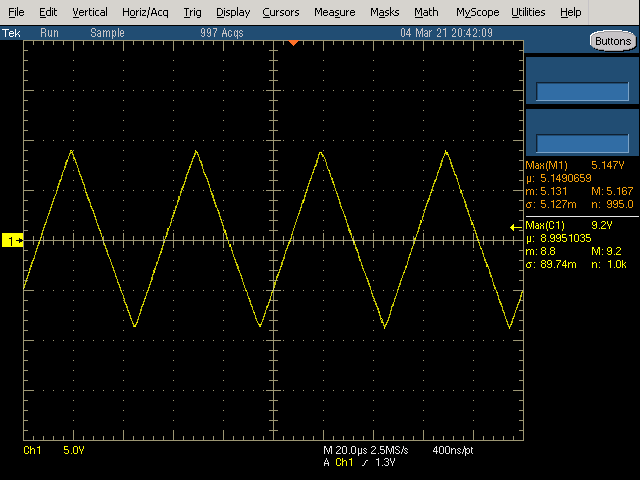 File Edit Vertical Horiz/Acq Trig Display Cursors Measure Masks Math MyScope Utilities Help
Tek Run Sample 997 Acqs 04 Mar 21 20:42:09
Buttons
Max(M1) 5.147V
µ: 5.1490659
m: 5.131 M: 5.167
σ: 5.127m n: 995.0
Max(C1) 9.2V
µ: 8.9951035
m: 8.8 M: 9.2
σ: 89.74m n: 1.0k
1
Ch1 5.0V M 20.0µs 2.5MS/s 400ns/pt
A Ch1 ⁄ 1.3V